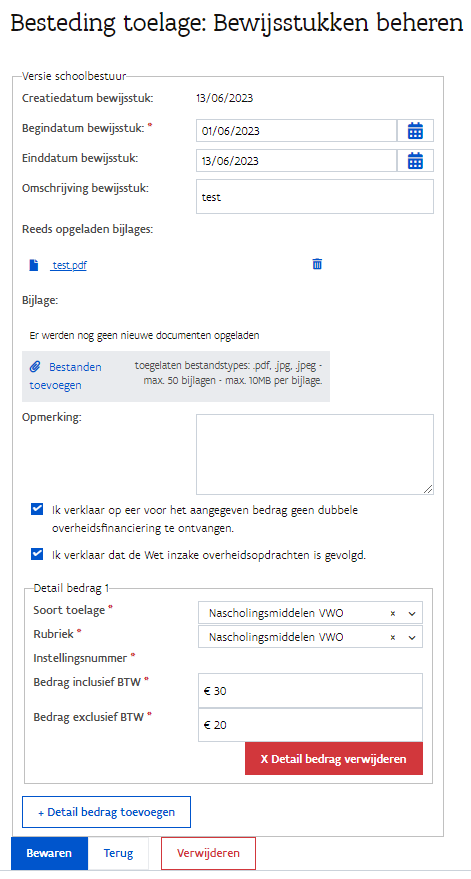 Besteding toelage: Bewijsstukken beheren
Versie schoolbestuur
Creatiedatum bewijsstuk: 13/06/2023
Begindatum bewijsstuk: * 01/06/2023
Einddatum bewijsstuk: 13/06/2023
Omschrijving bewijsstuk: test
Reeds opgeladen bijlages:
test.pdf
Bijlage:
Er werden nog geen nieuwe documenten opgeladen
Bestanden toevoegen
toegelaten bestandstypes: .pdf, .jpg, .jpeg -
max. 50 bijlagen - max. 10MB per bijlage.
Opmerking:
Ik verklaar op eer voor het aangegeven bedrag geen dubbele
overheidsfinanciering te ontvangen.
Ik verklaar dat de Wet inzake overheidsopdrachten is gevolgd.
Detail bedrag 1
Soort toelage * Nascholingsmiddelen VWO ×
Rubriek * Nascholingsmiddelen VWO ×
Instellingsnummer *
Bedrag inclusief BTW * € 30
Bedrag exclusief BTW * € 20
X Detail bedrag verwijderen
+ Detail bedrag toevoegen
Bewaren Terug Verwijderen